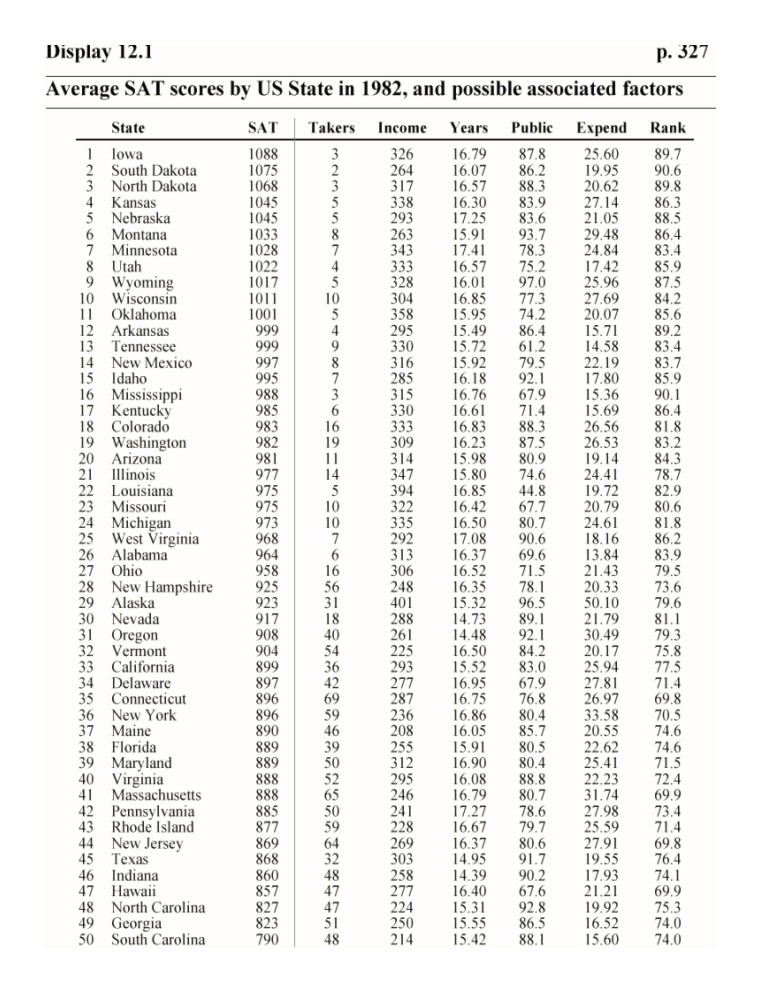 Display 12.1 p. 327
Average SAT scores by US State in 1982, and possible associated factors
State SAT Takers Income Years Public Expend Rank
1 Iowa 1088 3 326 16.79 87.8 25.60 89.7
2 South Dakota 1075 2 264 16.07 86.2 19.95 90.6
3 North Dakota 1068 3 317 16.57 88.3 20.62 89.8
4 Kansas 1045 5 338 16.30 83.9 27.14 86.3
5 Nebraska 1045 5 293 17.25 83.6 21.05 88.5
6 Montana 1033 8 263 15.91 93.7 29.48 86.4
7 Minnesota 1028 7 343 17.41 78.3 24.84 83.4
8 Utah 1022 4 333 16.57 75.2 17.42 85.9
9 Wyoming 1017 5 328 16.01 97.0 25.96 87.5
10 Wisconsin 1011 10 304 16.85 77.3 27.69 84.2
11 Oklahoma 1001 5 358 15.95 74.2 20.07 85.6
12 Arkansas 999 4 295 15.49 86.4 15.71 89.2
13 Tennessee 999 9 330 15.72 61.2 14.58 83.4
14 New Mexico 997 8 316 15.92 79.5 22.19 83.7
15 Idaho 995 7 285 16.18 92.1 17.80 85.9
16 Mississippi 988 3 315 16.76 67.9 15.36 90.1
17 Kentucky 985 6 330 16.61 71.4 15.69 86.4
18 Colorado 983 16 333 16.83 88.3 26.56 81.8
19 Washington 982 19 309 16.23 87.5 26.53 83.2
20 Arizona 981 11 314 15.98 80.9 19.14 84.3
21 Illinois 977 14 347 15.80 74.6 24.41 78.7
22 Louisiana 975 5 394 16.85 44.8 19.72 82.9
23 Missouri 975 10 322 16.42 67.7 20.79 80.6
24 Michigan 973 10 335 16.50 80.7 24.61 81.8
25 West Virginia 968 7 292 17.08 90.6 18.16 86.2
26 Alabama 964 6 313 16.37 69.6 13.84 83.9
27 Ohio 958 16 306 16.52 71.5 21.43 79.5
28 New Hampshire 925 56 248 16.35 78.1 20.33 73.6
29 Alaska 923 31 401 15.32 96.5 50.10 79.6
30 Nevada 917 18 288 14.73 89.1 21.79 81.1
31 Oregon 908 40 261 14.48 92.1 30.49 79.3
32 Vermont 904 54 225 16.50 84.2 20.17 75.8
33 California 899 36 293 15.52 83.0 25.94 77.5
34 Delaware 897 42 277 16.95 67.9 27.81 71.4
35 Connecticut 896 69 287 16.75 76.8 26.97 69.8
36 New York 896 59 236 16.86 80.4 33.58 70.5
37 Maine 890 46 208 16.05 85.7 20.55 74.6
38 Florida 889 39 255 15.91 80.5 22.62 74.6
39 Maryland 889 50 312 16.90 80.4 25.41 71.5
40 Virginia 888 52 295 16.08 88.8 22.23 72.4
41 Massachusetts 888 65 246 16.79 80.7 31.74 69.9
42 Pennsylvania 885 50 241 17.27 78.6 27.98 73.4
43 Rhode Island 877 59 228 16.67 79.7 25.59 71.4
44 New Jersey 869 64 269 16.37 80.6 27.91 69.8
45 Texas 868 32 303 14.95 91.7 19.55 76.4
46 Indiana 860 48 258 14.39 90.2 17.93 74.1
47 Hawaii 857 47 277 16.40 67.6 21.21 69.9
48 North Carolina 827 47 224 15.31 92.8 19.92 75.3
49 Georgia 823 51 250 15.55 86.5 16.52 74.0
50 South Carolina 790 48 214 15.42 88.1 15.60 74.0